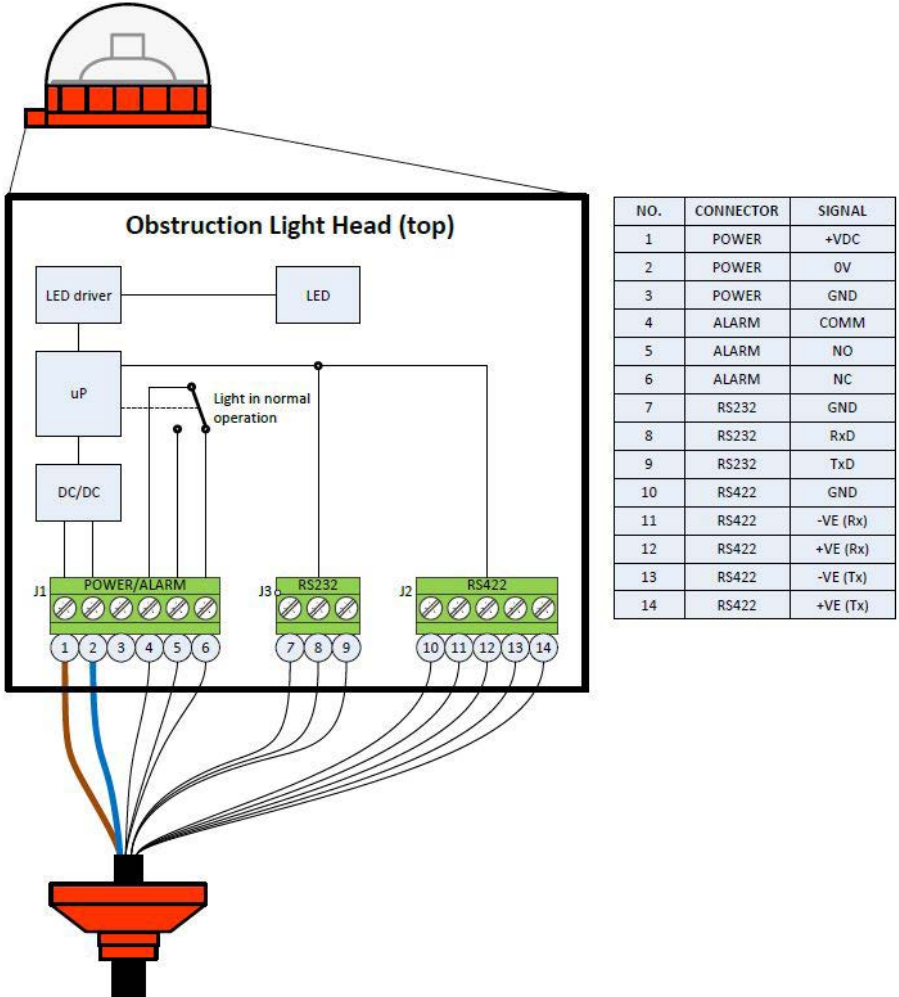 Obstruction Light Head (top)
LED driver
LED
uP
Light in normal
operation
DC/DC
J1
POWER/ALARM
J3
RS232
J2
RS422
1 2 3 4 5 6
7 8 9
10 11 12 13 14
NO. CONNECTOR SIGNAL
1 POWER +VDC
2 POWER 0V
3 POWER GND
4 ALARM COMM
5 ALARM NO
6 ALARM NC
7 RS232 GND
8 RS232 RxD
9 RS232 TxD
10 RS422 GND
11 RS422 -VE (Rx)
12 RS422 +VE (Rx)
13 RS422 -VE (Tx)
14 RS422 +VE (Tx)